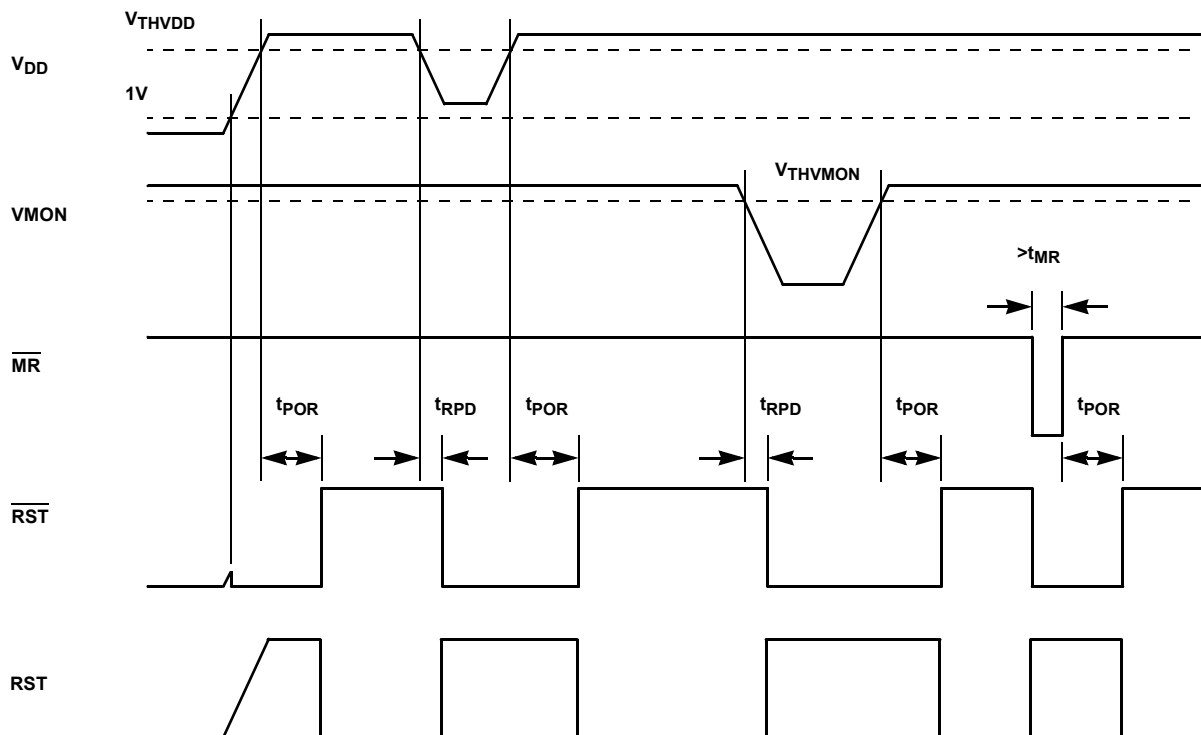 VTHVDD
VDD
1V
VTHVMON
VMON
>tMR
MR
tPOR
tRPD
tPOR
tRPD
tPOR
tPOR
RST
RST